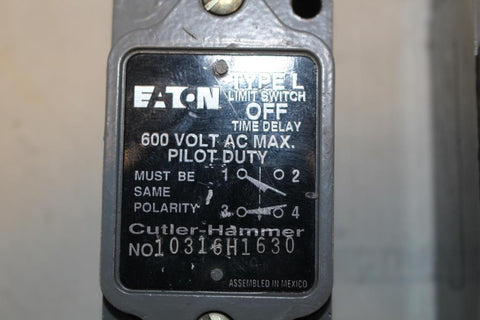 TYPE L
EATON LIMIT SWITCH
OFF
TIME DELAY
600 VOLT AC MAX.
PILOT DUTY
MUST BE 1 2
SAME
POLARITY 3 4
Cutler-Hammer
NO. 10316H1630
ASSEMBLED IN MEXICO